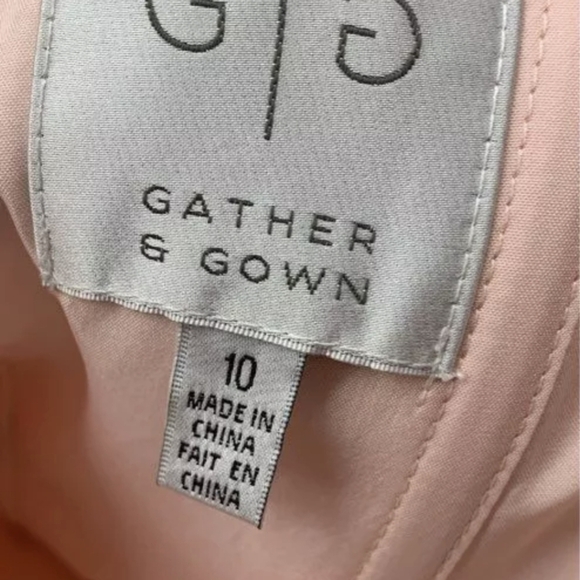 G G
GATHER
& GOWN
10
MADE IN
CHINA
FAIT EN
CHINA